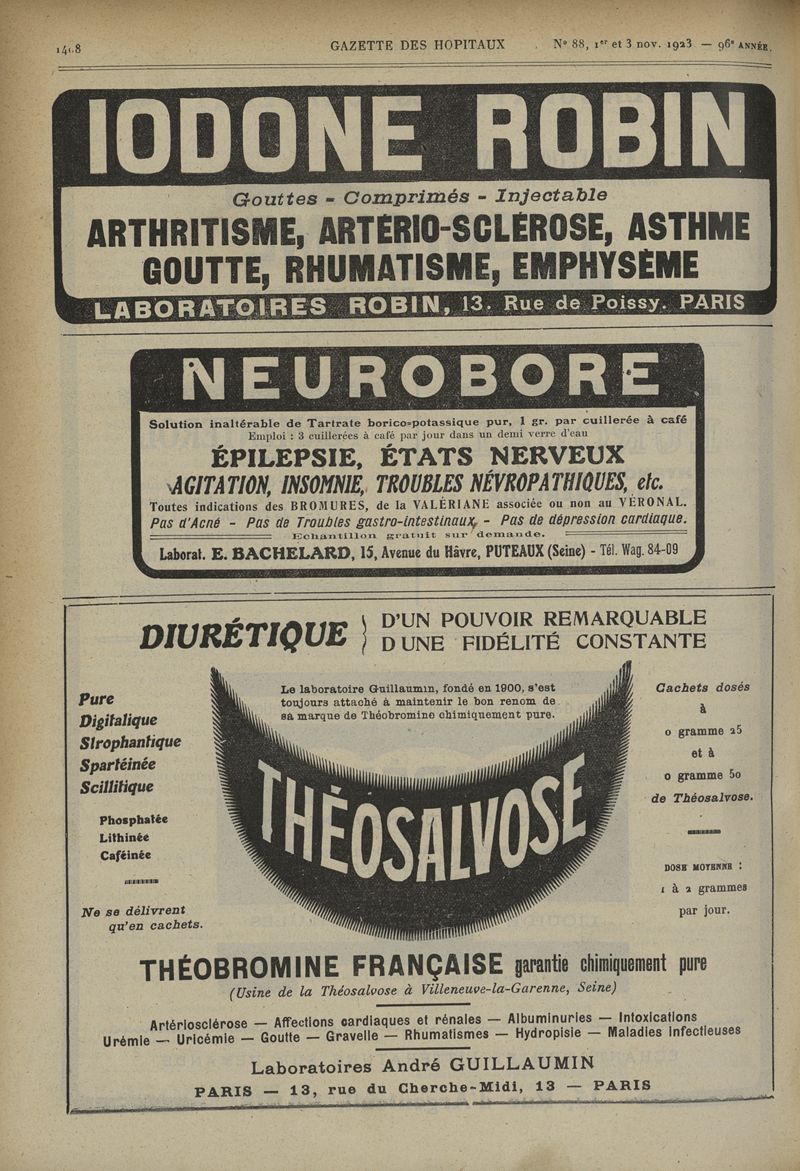 14 8
GAZETTE DES HOPITAUX
N° 88, 1er et 3 nov. 1923 — 96e ANNÉE.
IODONE ROBIN
Gouttes - Comprimés - Injectable
ARTHRITISME, ARTÉRIO-SCLÉROSE, ASTHME
GOUTTE, RHUMATISME, EMPHYSÈME
LABORATOIRES ROBIN, 13. Rue de Poissy. PARIS
NEUROBORE
Solution inaltérable de Tartrate borico=potassique pur, 1 gr. par cuillerée à café
Emploi : 3 cuillerées à café par jour dans un demi verre d'eau
ÉPILEPSIE, ÉTATS NERVEUX
AGITATION, INSOMNIE, TROUBLES NÉVROPATHIQUES, etc.
Toutes indications des BROMURES, de la VALÉRIANE associée ou non au VÉRONAL.
Pas d'Acné - Pas de Troubles gastro-intestinaux, - Pas de dépression cardiaque.
Echantillon gratuit sur demande.
Laborat. E. BACHELARD, 15, Avenue du Hâvre, PUTEAUX (Seine) - Tél. Wag. 84-09
DIURÉTIQUE } D'UN POUVOIR REMARQUABLE
D UNE FIDÉLITÉ CONSTANTE
Le laboratoire Guillaumin, fondé en 1900, s'est
toujours attaché à maintenir le bon renom de
sa marque de Théobromine chimiquement pure.
Pure
Digitalique
Strophantique
Spartéinée
Scillitique
Phosphatée
Lithinée
Caféinée
Ne se délivrent
qu'en cachets.
THÉOSALVOSE
Cachets dosés
à
0 gramme 25
et à
0 gramme 50
de Théosalvose.
DOSE MOYENNE :
1 à 2 grammes
par jour.
THÉOBROMINE FRANÇAISE garantie chimiquement pure
(Usine de la Théosalvose à Villeneuve-la-Garenne, Seine)
Artériosclérose — Affections cardiaques et rénales — Albuminuries — Intoxications
Urémie — Uricémie — Goutte — Gravelle — Rhumatismes — Hydropisie — Maladies infectieuses
Laboratoires André GUILLAUMIN
PARIS — 13, rue du Cherche-Midi, 13 — PARIS